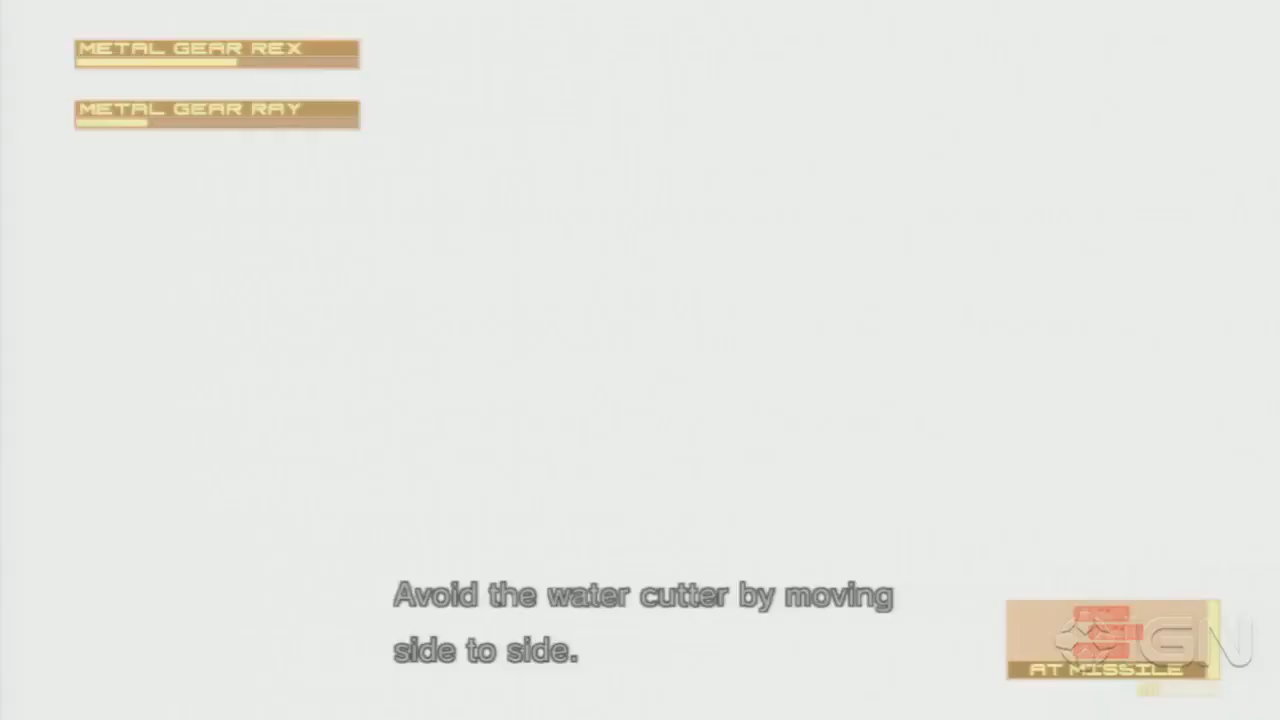 METAL GEAR REX
METAL GEAR RAY
Avoid the water cutter by moving
side to side.
IGN
AT MISSILE